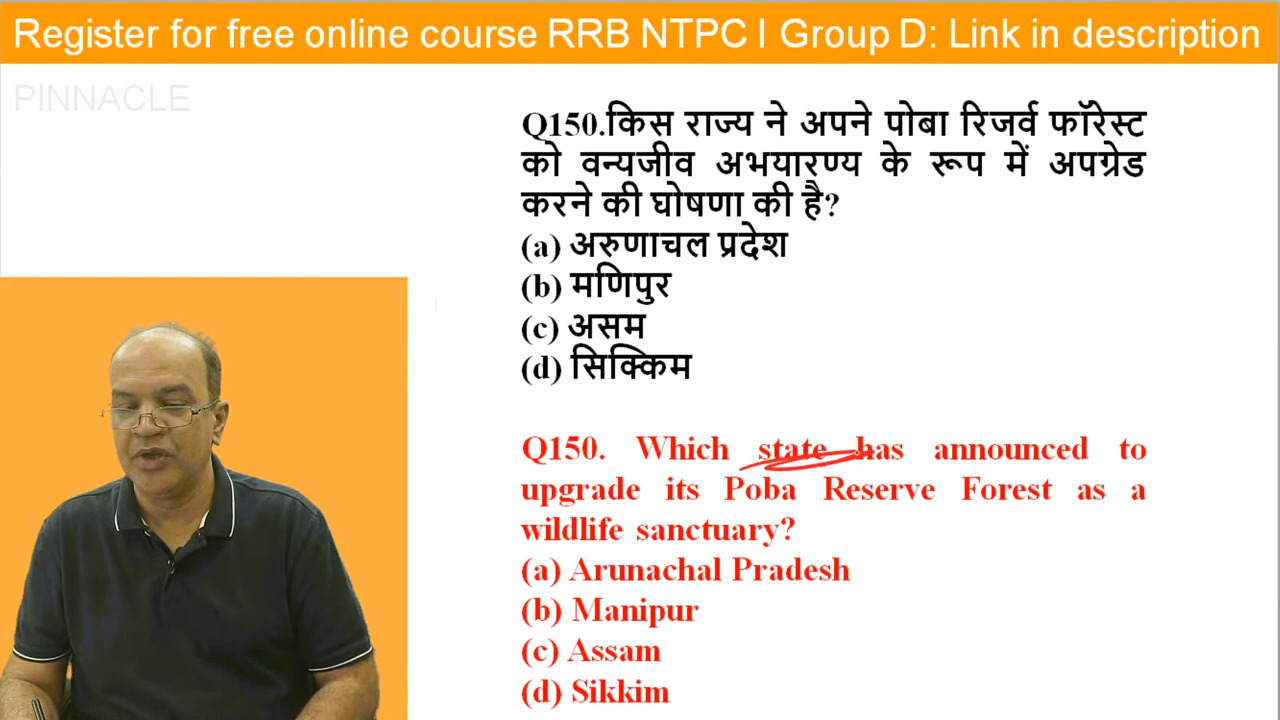 Register for free online course RRB NTPC I Group D: Link in description
PINNACLE
Q150.किस राज्य ने अपने पोबा रिजर्व फॉरेस्ट
को वन्यजीव अभयारण्य के रूप में अपग्रेड
करने की घोषणा की है?
(a) अरुणाचल प्रदेश
(b) मणिपुर
(c) असम
(d) सिक्किम
Q150. Which state has announced to
upgrade its Poba Reserve Forest as a
wildlife sanctuary?
(a) Arunachal Pradesh
(b) Manipur
(c) Assam
(d) Sikkim